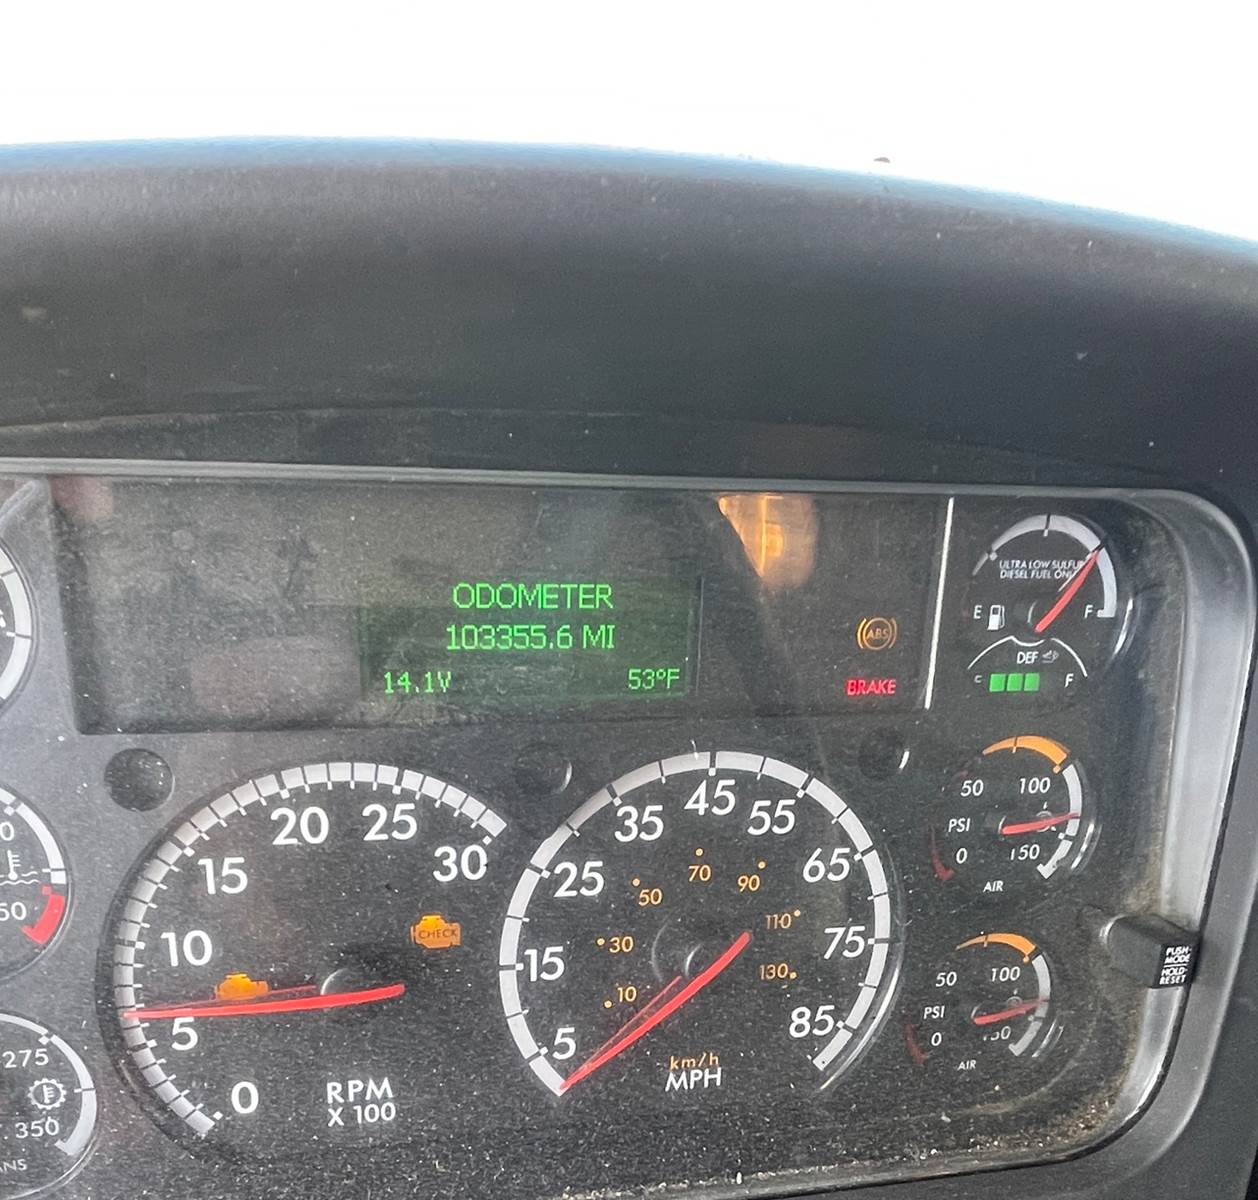 ODOMETER
103355.6 MI
14.1V 53°F
ABS
BRAKE
ULTRA LOW SULFUR
DIESEL FUEL ONLY
E F
DEF
F
50 100
PSI
0 150
AIR
50 100
PSI
0
AIR
PUSH-
MODE
HOLD-
RESET
0 5 10 15 20 25 30
CHECK
RPM
X 100
5 15 25 35 45 55 65 75 85
10 30 50 70 90 110 130
km/h
MPH
275
350